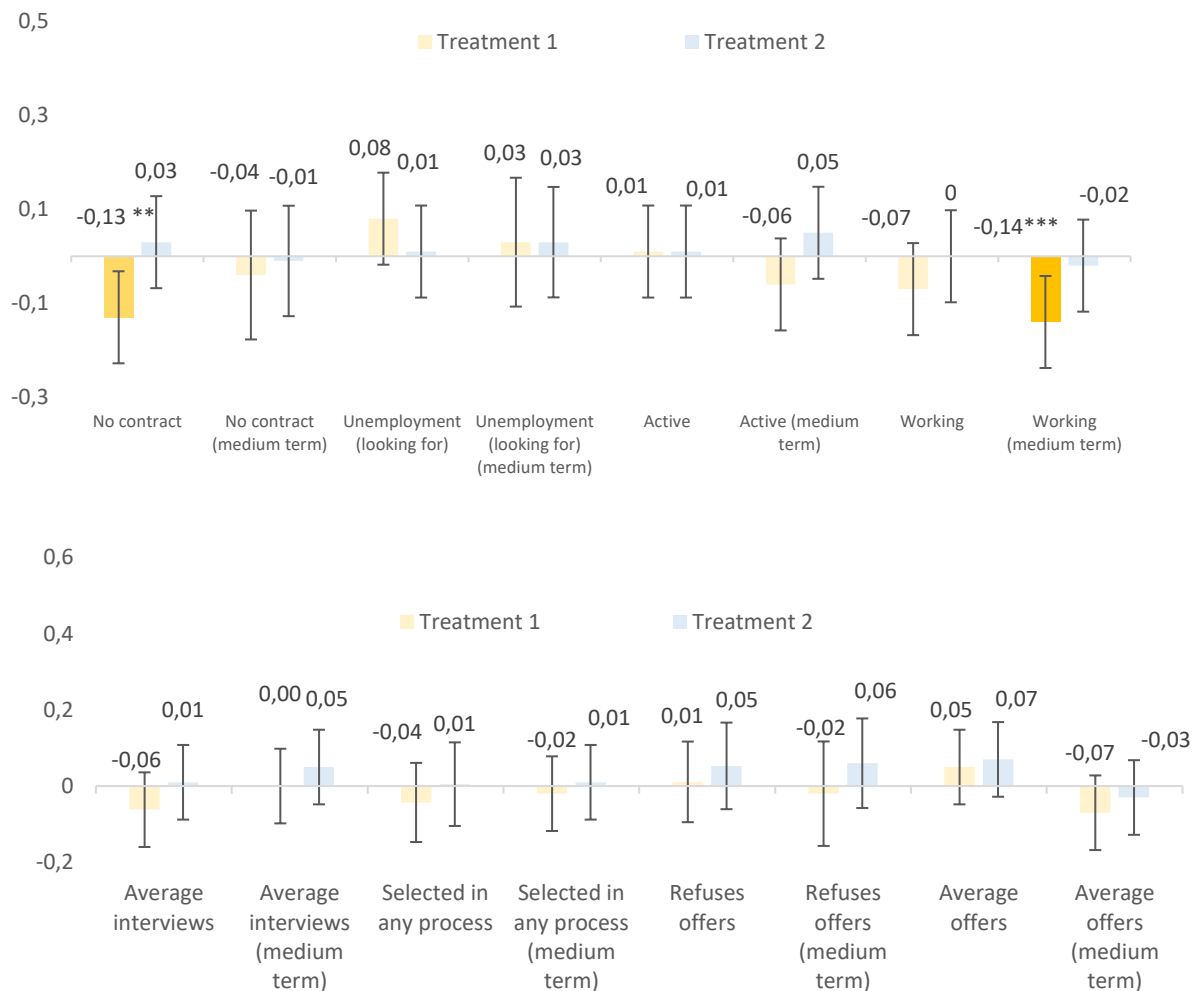 0,5
Treatment 1 Treatment 2
0,3
0,08 0,01 0,03 0,03
0,03 -0,04 -0,01 0,05
0,1 -0,13 ** 0,01 0,01 -0,06 -0,07 0 -0,14*** -0,02
-0,1
-0,3
No contract No contract Unemployment Unemployment Active Active (medium Working Working
(medium term) (looking for) (looking for) term) (medium term)
(medium term)
0,6
0,4
Treatment 1 Treatment 2
0,2 0,01 0,00 0,05 0,01 0,01 0,01 0,05 0,06 0,05 0,07
-0,06 -0,04 -0,02 -0,02 -0,07 -0,03
0
-0,2
Average Average Selected in Selected in Refuses Refuses Average Average
interviews interviews any process any process offers offers offers offers
(medium (medium (medium (medium
term) term) term) term)